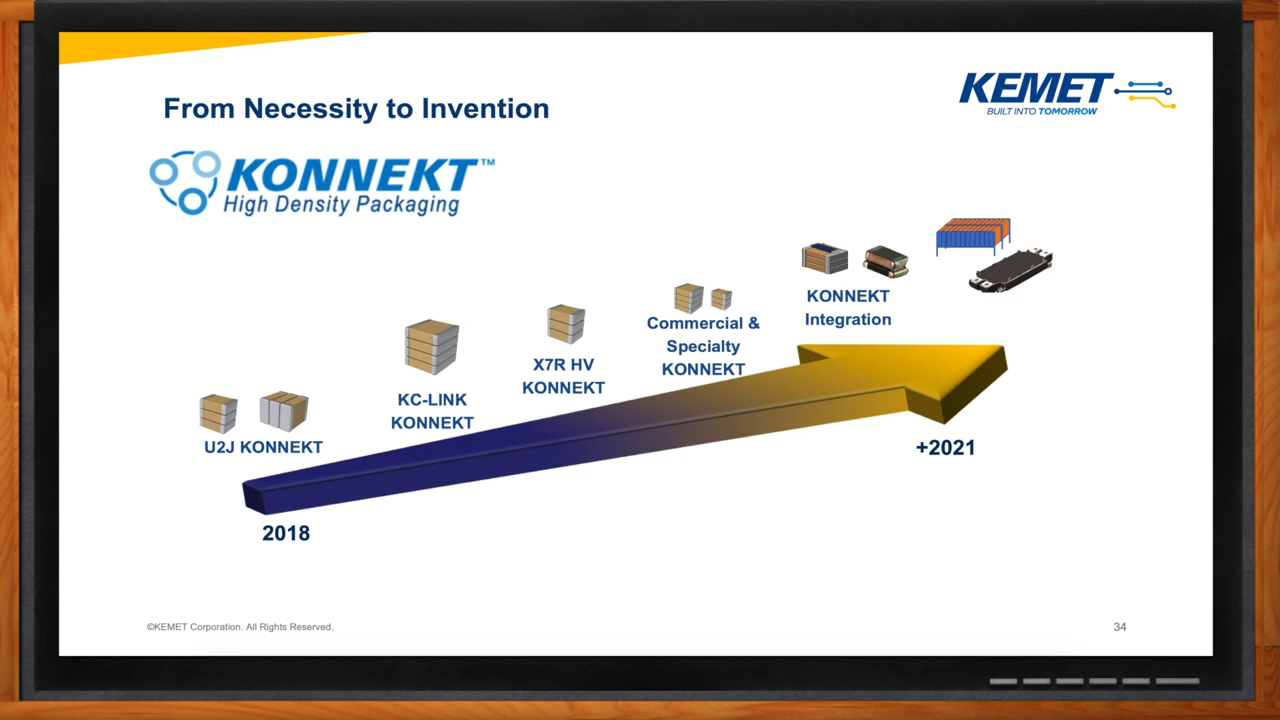 From Necessity to Invention
KEMET
BUILT INTO TOMORROW
KONNEKT™
High Density Packaging
KONNEKT
Integration
Commercial &
Specialty
KONNEKT
X7R HV
KONNEKT
KC-LINK
KONNEKT
U2J KONNEKT
+2021
2018
©KEMET Corporation. All Rights Reserved.
34